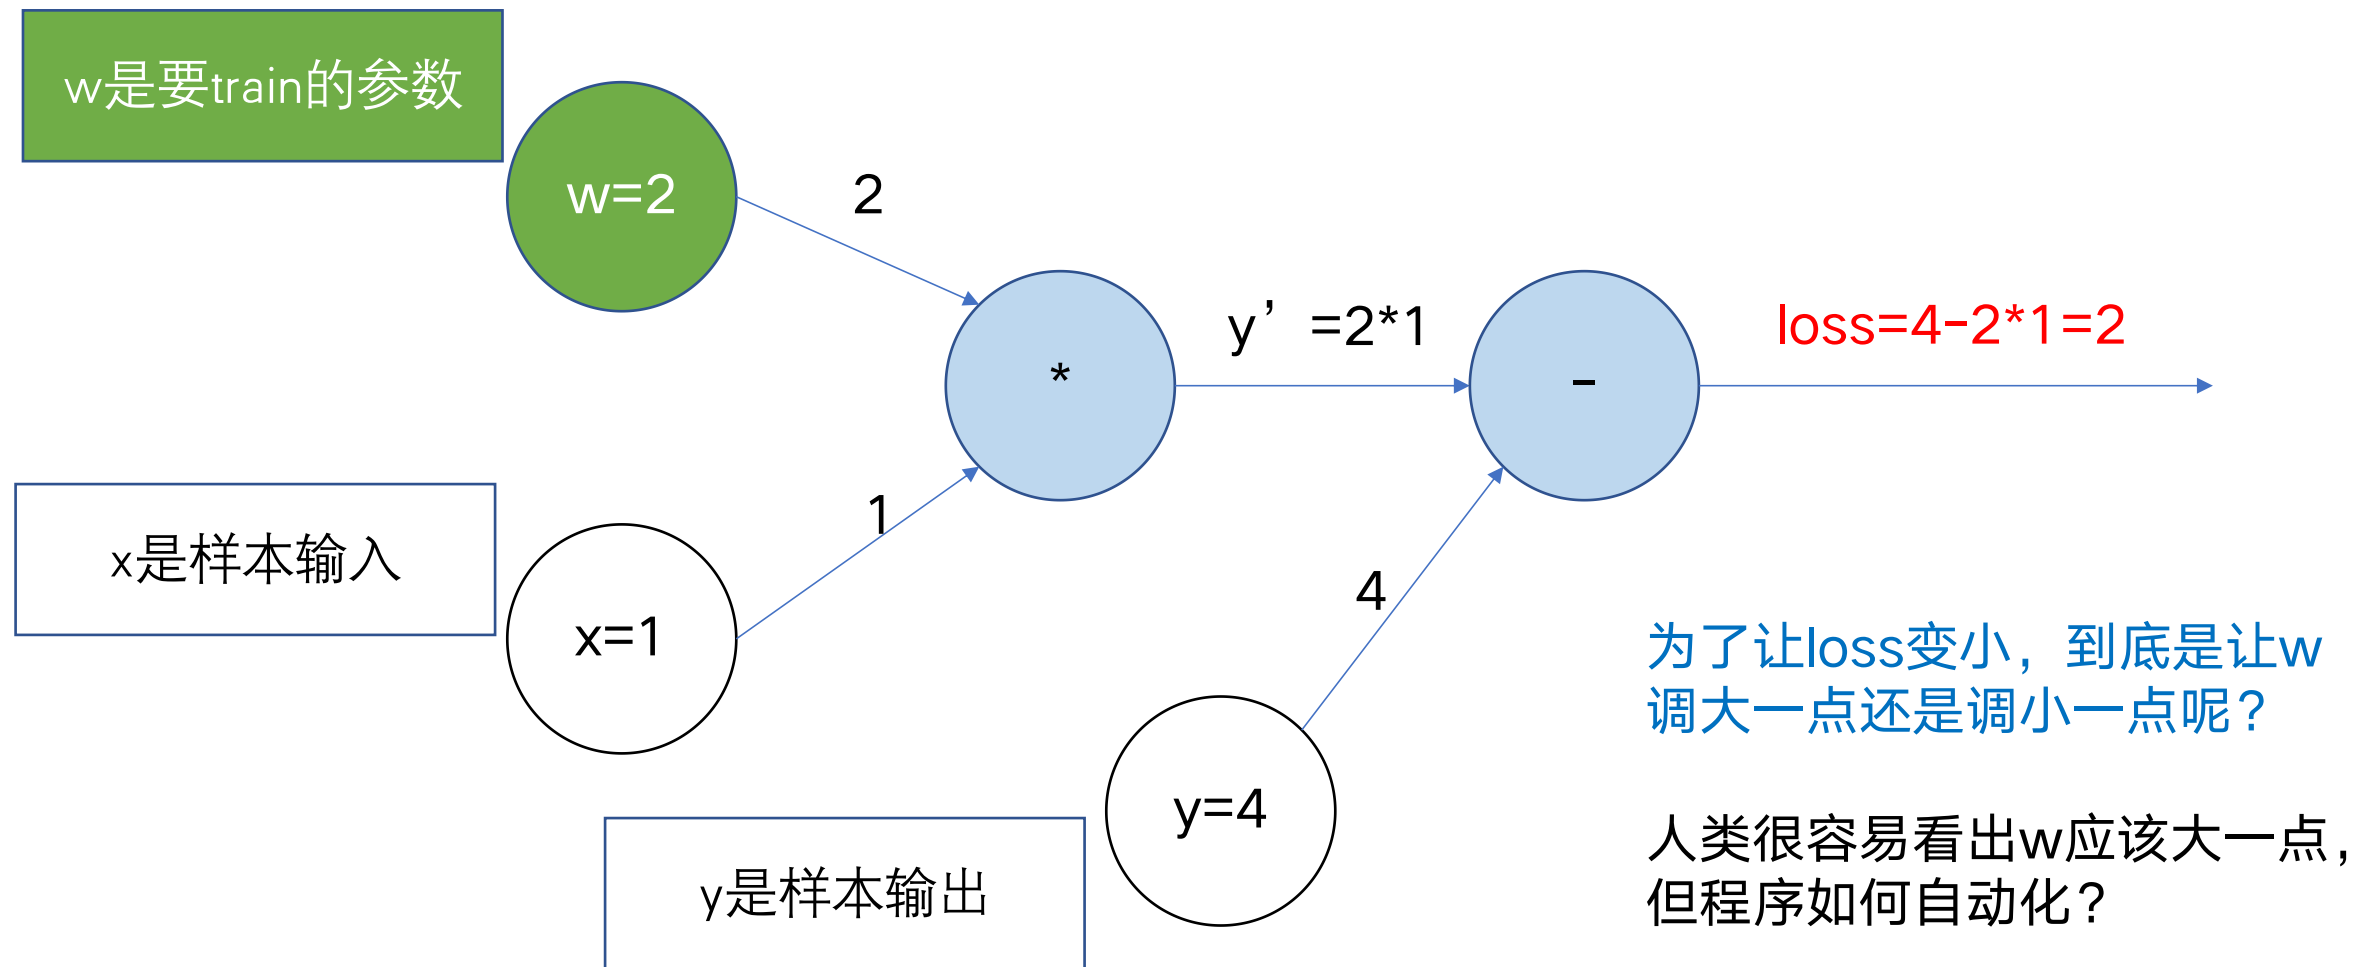 w是要train的参数
w=2
2
*
y’=2*1
-
loss=4-2*1=2
x是样本输入
x=1
1
4
y=4
y是样本输出
为了让loss变小，到底是让w
调大一点还是调小一点呢？
人类很容易看出w应该大一点，
但程序如何自动化？